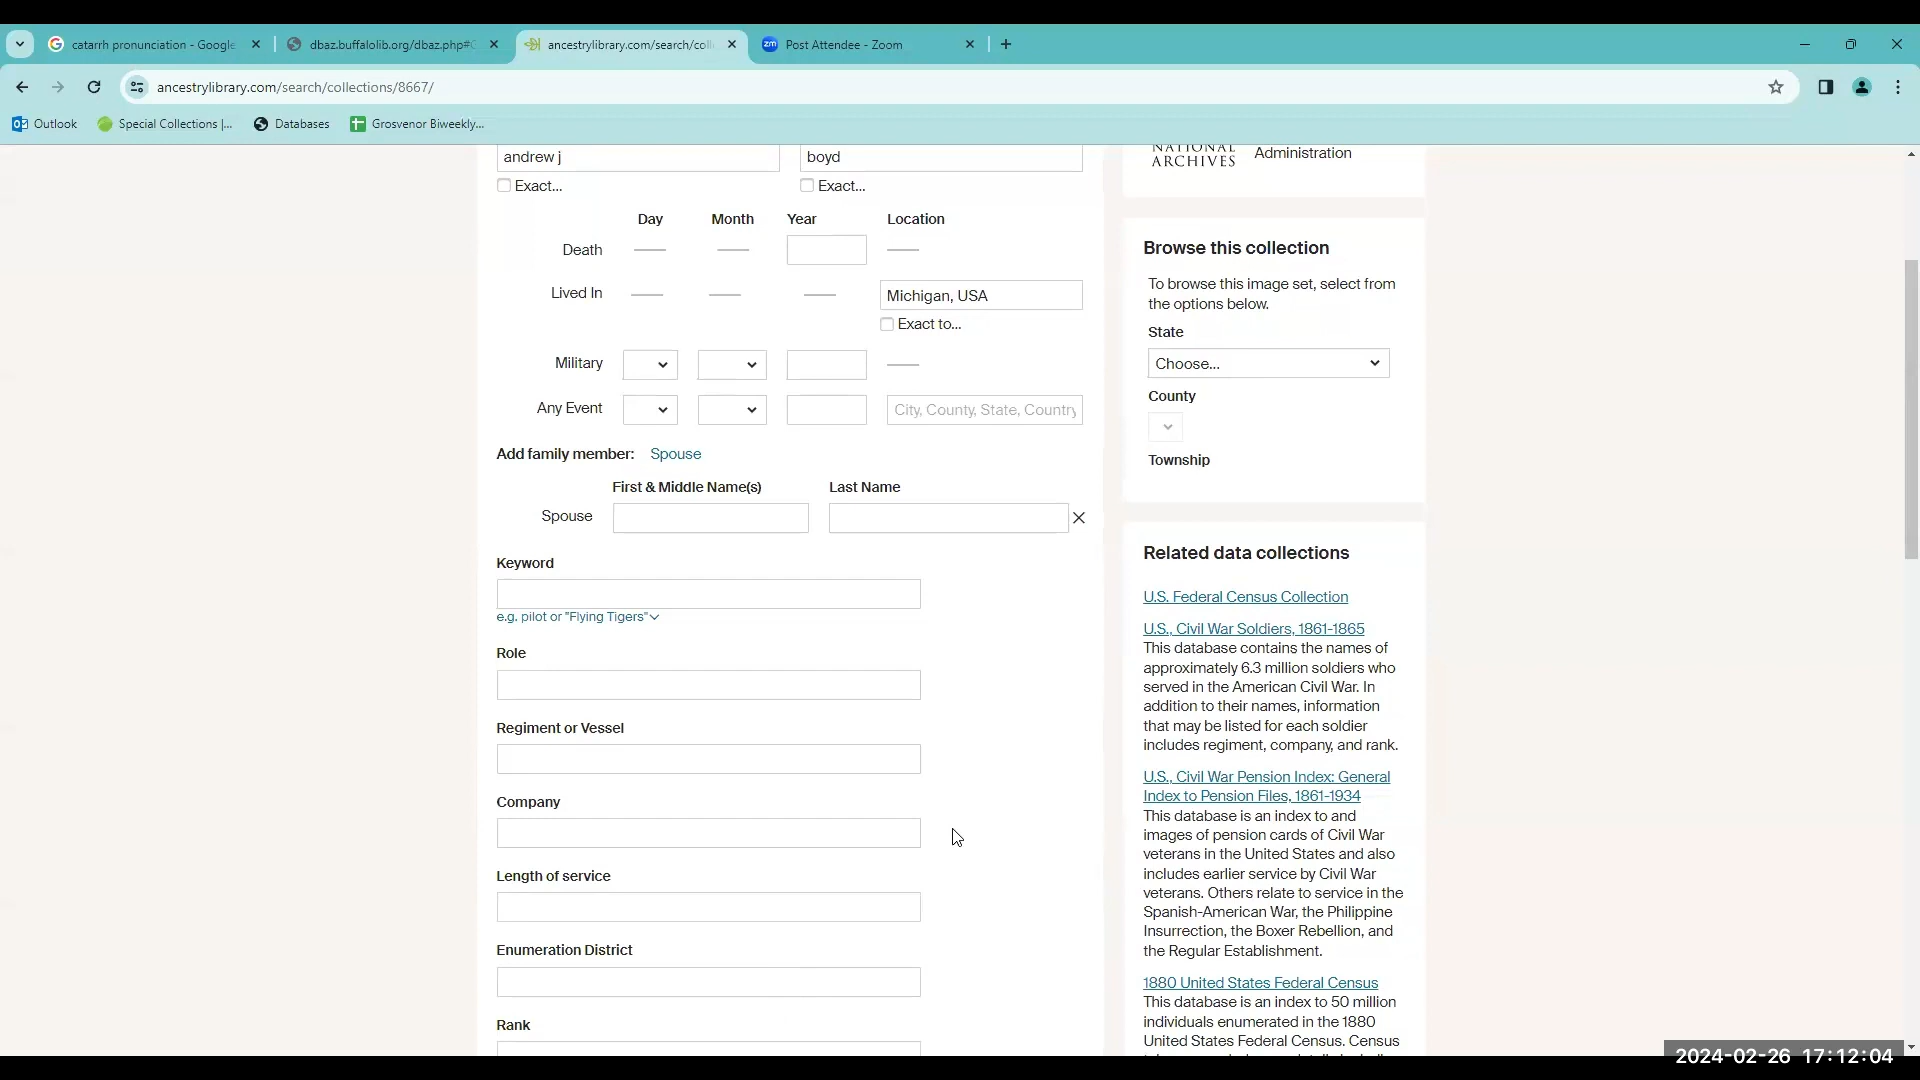 catarrh pronunciation - Google
dbaz.buffalolib.org/dbaz.php#C
ancestrylibrary.com/search/coll
zm Post Attendee - Zoom
ancestrylibrary.com/search/collections/8667/
Outlook
Special Collections |...
Databases
Grosvenor Biweekly...
andrew j
boyd
Exact...
Exact...
Day Month Year Location
Death
Lived In
Michigan, USA
Exact to...
Military
Any Event
City, County, State, Country
Add family member: Spouse
First & Middle Name(s) Last Name
Spouse
Keyword
e.g. pilot or "Flying Tigers"
Role
Regiment or Vessel
Company
Length of service
Enumeration District
Rank
NATIONAL
ARCHIVES
Administration
Browse this collection
To browse this image set, select from
the options below.
State
Choose...
County
Township
Related data collections
U.S. Federal Census Collection
U.S., Civil War Soldiers, 1861-1865
This database contains the names of
approximately 6.3 million soldiers who
served in the American Civil War. In
addition to their names, information
that may be listed for each soldier
includes regiment, company, and rank.
U.S., Civil War Pension Index: General
Index to Pension Files, 1861-1934
This database is an index to and
images of pension cards of Civil War
veterans in the United States and also
includes earlier service by Civil War
veterans. Others relate to service in the
Spanish-American War, the Philippine
Insurrection, the Boxer Rebellion, and
the Regular Establishment.
1880 United States Federal Census
This database is an index to 50 million
individuals enumerated in the 1880
United States Federal Census. Census
2024-02-26 17:12:04